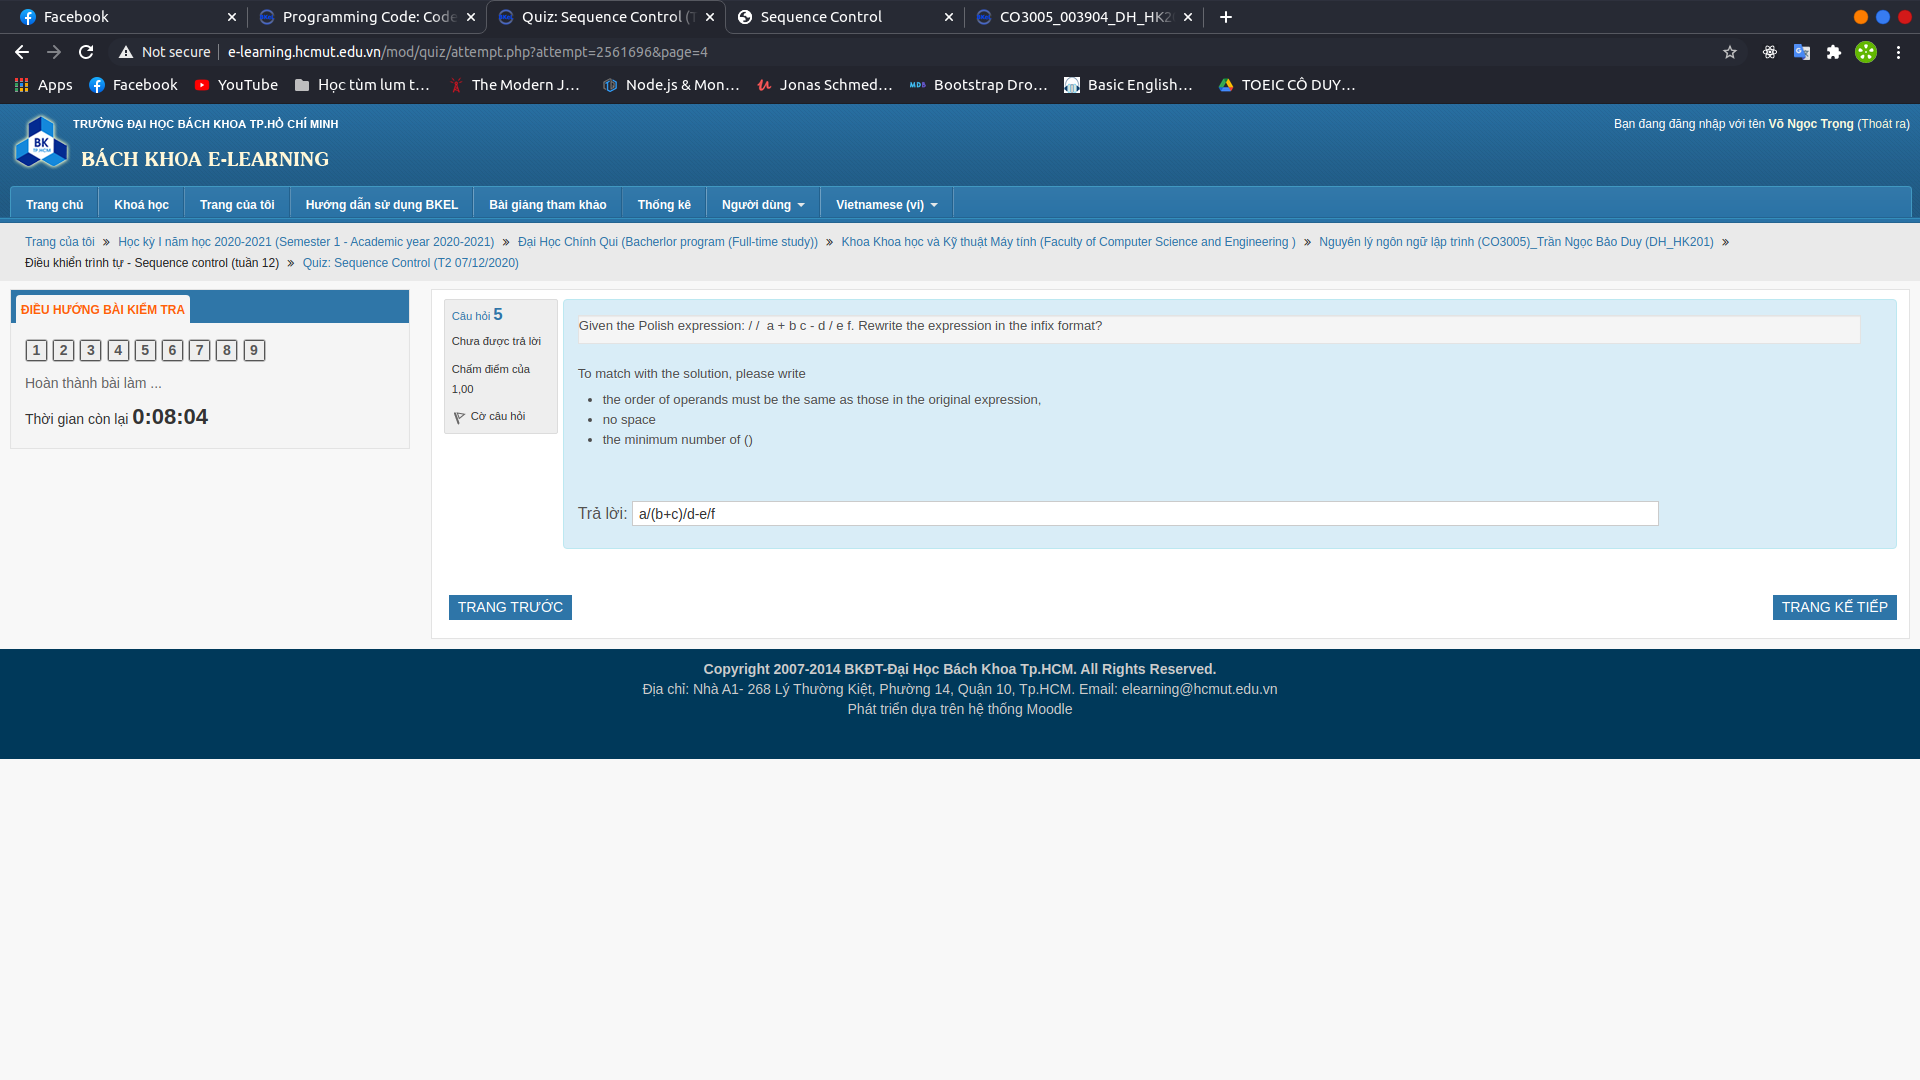 Facebook
Programming Code: Code
Quiz: Sequence Control (T
Sequence Control
CO3005_003904_DH_HK20
Not secure
e-learning.hcmut.edu.vn/mod/quiz/attempt.php?attempt=2561696&page=4
Apps
Facebook
YouTube
Học tùm lum t...
The Modern J...
Node.js & Mon...
Jonas Schmed...
Bootstrap Dro...
Basic English...
TOEIC CÔ DUY...
TRƯỜNG ĐẠI HỌC BÁCH KHOA TP.HỒ CHÍ MINH
BK
TP.HCM
BÁCH KHOA E-LEARNING
Bạn đang đăng nhập với tên Võ Ngọc Trọng (Thoát ra)
Trang chủ
Khoá học
Trang của tôi
Hướng dẫn sử dụng BKEL
Bài giảng tham khảo
Thống kê
Người dùng
Vietnamese (vi)
Trang của tôi » Học kỳ I năm học 2020-2021 (Semester 1 - Academic year 2020-2021) » Đại Học Chính Qui (Bacherlor program (Full-time study)) » Khoa Khoa học và Kỹ thuật Máy tính (Faculty of Computer Science and Engineering ) » Nguyên lý ngôn ngữ lập trình (CO3005)_Trần Ngọc Bảo Duy (DH_HK201) »
Điều khiển trình tự - Sequence control (tuần 12) » Quiz: Sequence Control (T2 07/12/2020)
ĐIỀU HƯỚNG BÀI KIỂM TRA
1 2 3 4 5 6 7 8 9
Hoàn thành bài làm ...
Thời gian còn lại 0:08:04
Câu hỏi 5
Chưa được trả lời
Chấm điểm của
1,00
Cờ câu hỏi
Given the Polish expression: / /  a + b c - d / e f. Rewrite the expression in the infix format?
To match with the solution, please write
• the order of operands must be the same as those in the original expression,
• no space
• the minimum number of ()
Trả lời: a/(b+c)/d-e/f
TRANG TRƯỚC
TRANG KẾ TIẾP
Copyright 2007-2014 BKĐT-Đại Học Bách Khoa Tp.HCM. All Rights Reserved.
Địa chỉ: Nhà A1- 268 Lý Thường Kiệt, Phường 14, Quận 10, Tp.HCM. Email: elearning@hcmut.edu.vn
Phát triển dựa trên hệ thống Moodle